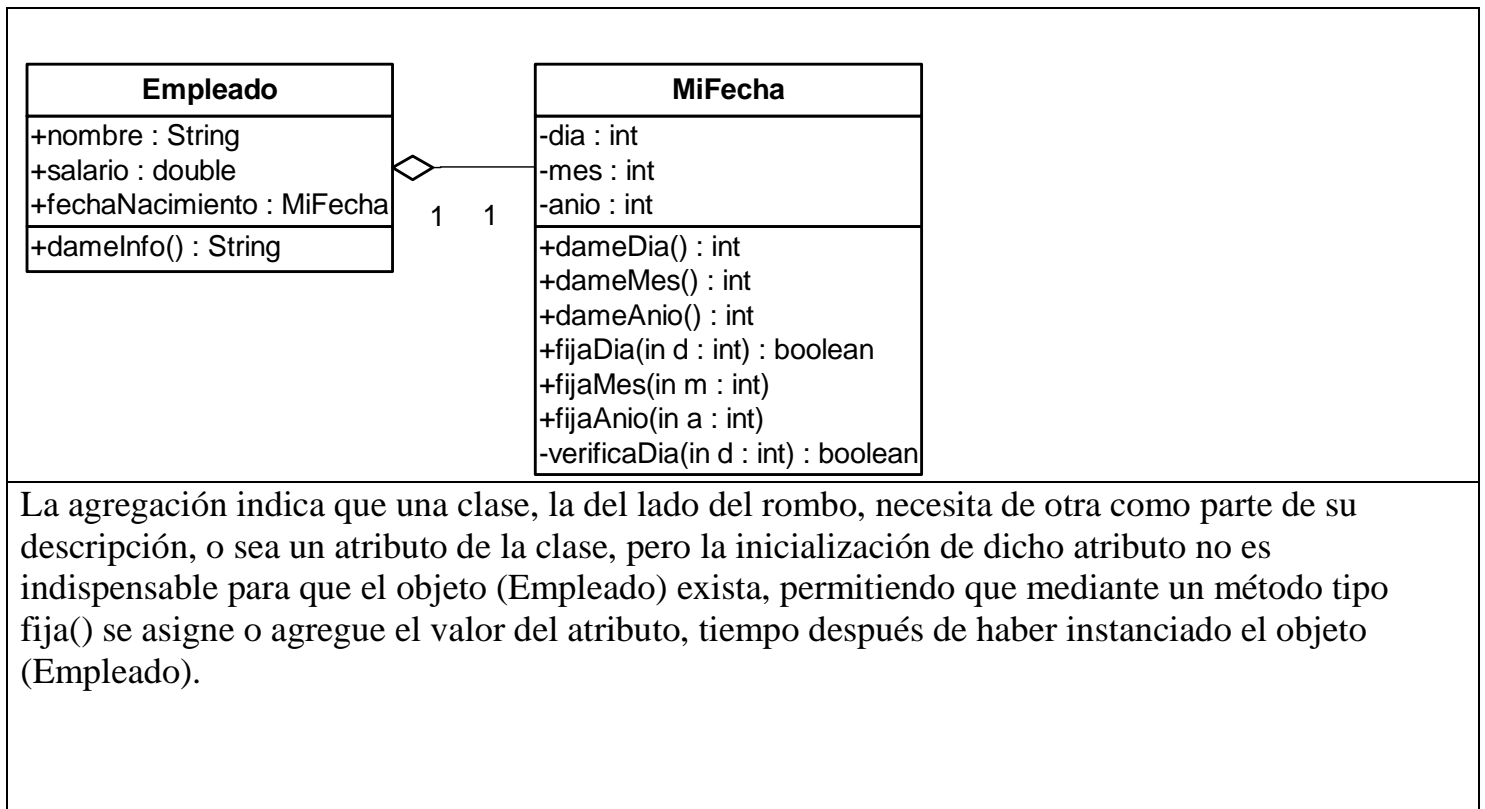 Empleado
+nombre : String
+salario : double
+fechaNacimiento : MiFecha
+dameInfo() : String
1 1
MiFecha
-dia : int
-mes : int
-anio : int
+dameDia() : int
+dameMes() : int
+dameAnio() : int
+fijaDia(in d : int) : boolean
+fijaMes(in m : int)
+fijaAnio(in a : int)
-verificaDia(in d : int) : boolean
La agregación indica que una clase, la del lado del rombo, necesita de otra como parte de su
descripción, o sea un atributo de la clase, pero la inicialización de dicho atributo no es
indispensable para que el objeto (Empleado) exista, permitiendo que mediante un método tipo
fija() se asigne o agregue el valor del atributo, tiempo después de haber instanciado el objeto
(Empleado).